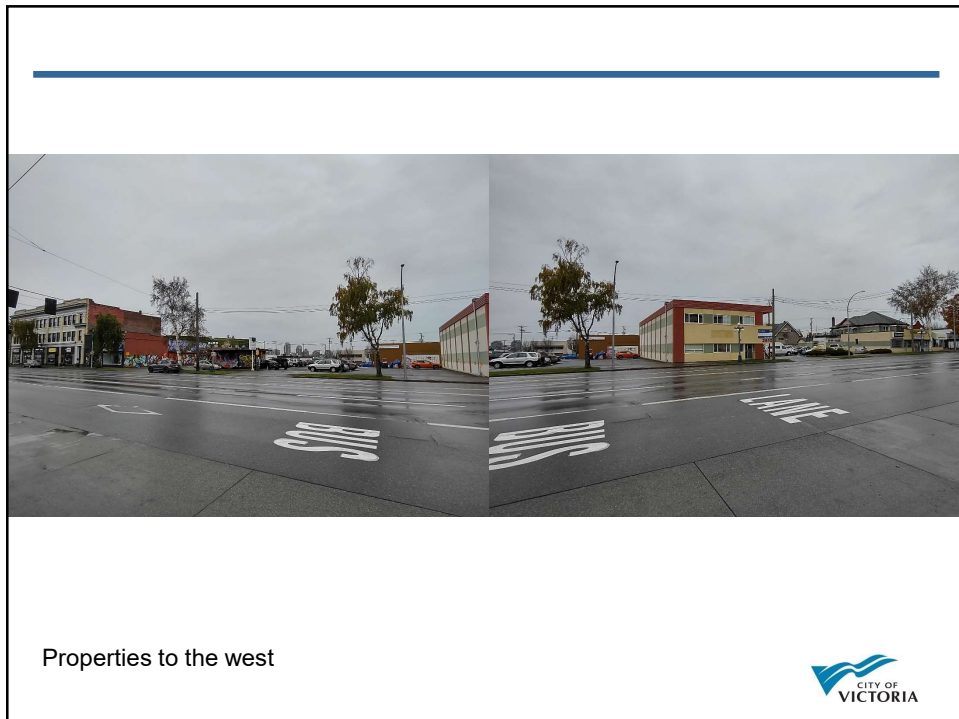 BUS
BUS
LANE
Properties to the west
CITY OF
VICTORIA